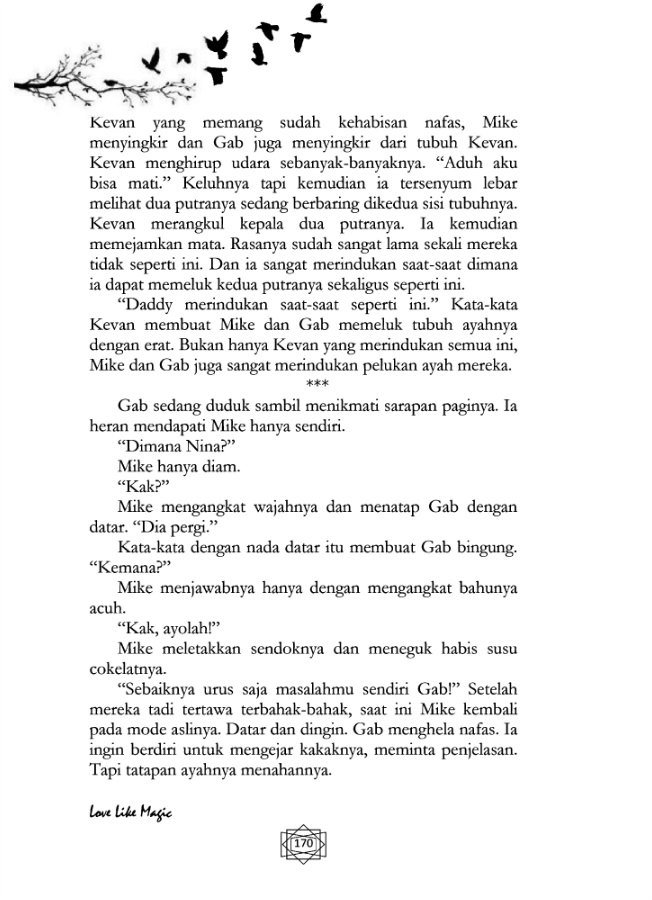 Kevan yang memang sudah kehabisan nafas, Mike
menyingkir dan Gab juga menyingkir dari tubuh Kevan.
Kevan menghirup udara sebanyak-banyaknya. “Aduh aku
bisa mati.” Keluhnya tapi kemudian ia tersenyum lebar
melihat dua putranya sedang berbaring dikedua sisi tubuhnya.
Kevan merangkul kepala dua putranya. Ia kemudian
memejamkan mata. Rasanya sudah sangat lama sekali mereka
tidak seperti ini. Dan ia sangat merindukan saat-saat dimana
ia dapat memeluk kedua putranya sekaligus seperti ini.
“Daddy merindukan saat-saat seperti ini.” Kata-kata
Kevan membuat Mike dan Gab memeluk tubuh ayahnya
dengan erat. Bukan hanya Kevan yang merindukan semua ini,
Mike dan Gab juga sangat merindukan pelukan ayah mereka.
***
Gab sedang duduk sambil menikmati sarapan paginya. Ia
heran mendapati Mike hanya sendiri.
“Dimana Nina?”
Mike hanya diam.
“Kak?”
Mike mengangkat wajahnya dan menatap Gab dengan
datar. “Dia pergi.”
Kata-kata dengan nada datar itu membuat Gab bingung.
“Kemana?”
Mike menjawabnya hanya dengan mengangkat bahunya
acuh.
“Kak, ayolah!”
Mike meletakkan sendoknya dan meneguk habis susu
cokelatnya.
“Sebaiknya urus saja masalahmu sendiri Gab!” Setelah
mereka tadi tertawa terbahak-bahak, saat ini Mike kembali
pada mode aslinya. Datar dan dingin. Gab menghela nafas. Ia
ingin berdiri untuk mengejar kakaknya, meminta penjelasan.
Tapi tatapan ayahnya menahannya.
Love Like Magic
170